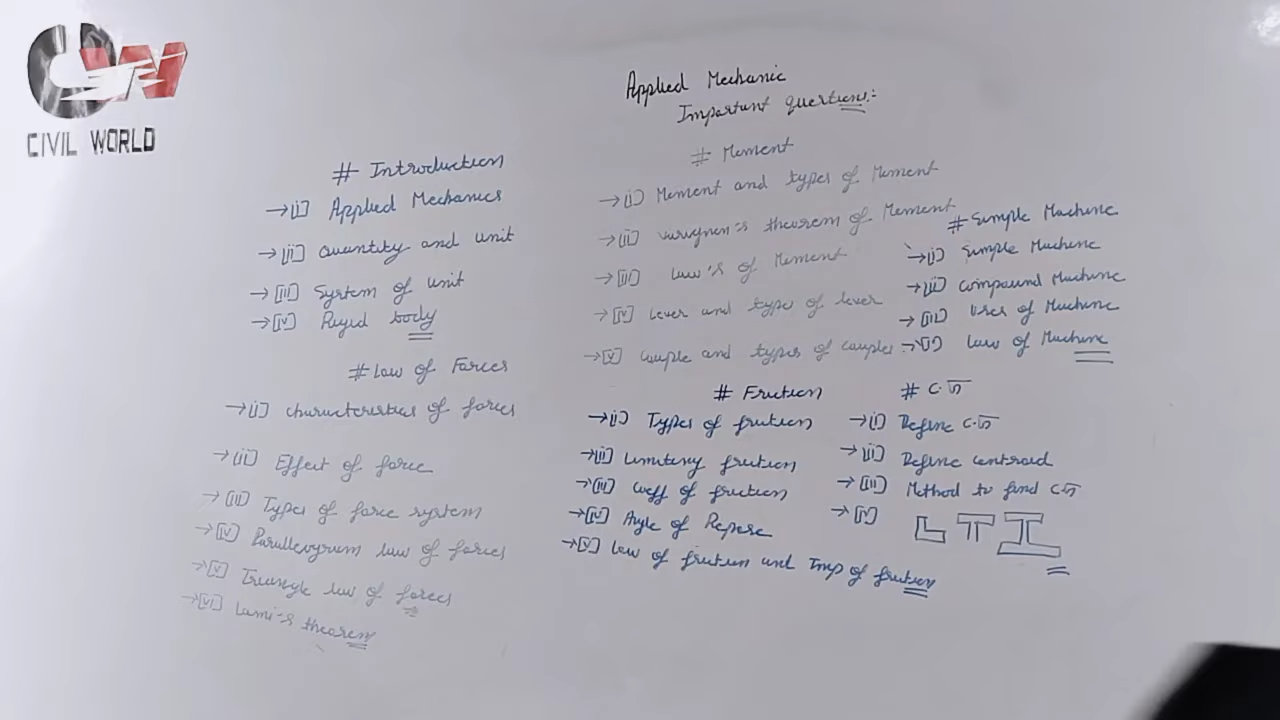 CW
CIVIL WORLD
Applied Mechanic
Important question:-
# Introduction
→ (i) Applied Mechanics
→ (ii) Quantity and unit
→ (iii) System of unit
→ (iv) Rigid body
# Law of Forces
→ (i) characteristics of forces
→ (ii) Effect of force
→ (iii) Types of force system
→ (iv) Parallelogram law of forces
→ (v) Triangle law of forces
→ (vi) Lami's theorem
# Moment
→ (i) Moment and types of Moment
→ (ii) varignon's theorem of Moment
→ (iii) law's of Moment
→ (iv) lever and type of lever
→ (v) couple and types of couples
# Simple Machine
→ (i) Simple Machine
→ (ii) compound Machine
→ (iii) Uses of Machine
→ (iv) law of Machine
# Friction
→ (i) Types of friction
→ (ii) Limiting friction
→ (iii) Coeff of friction
→ (iv) Angle of Repose
→ (v) law of friction and Imp of friction
# C.G
→ (i) Define C.G
→ (ii) Define centroid
→ (iii) Method to find C.G
→ (iv)